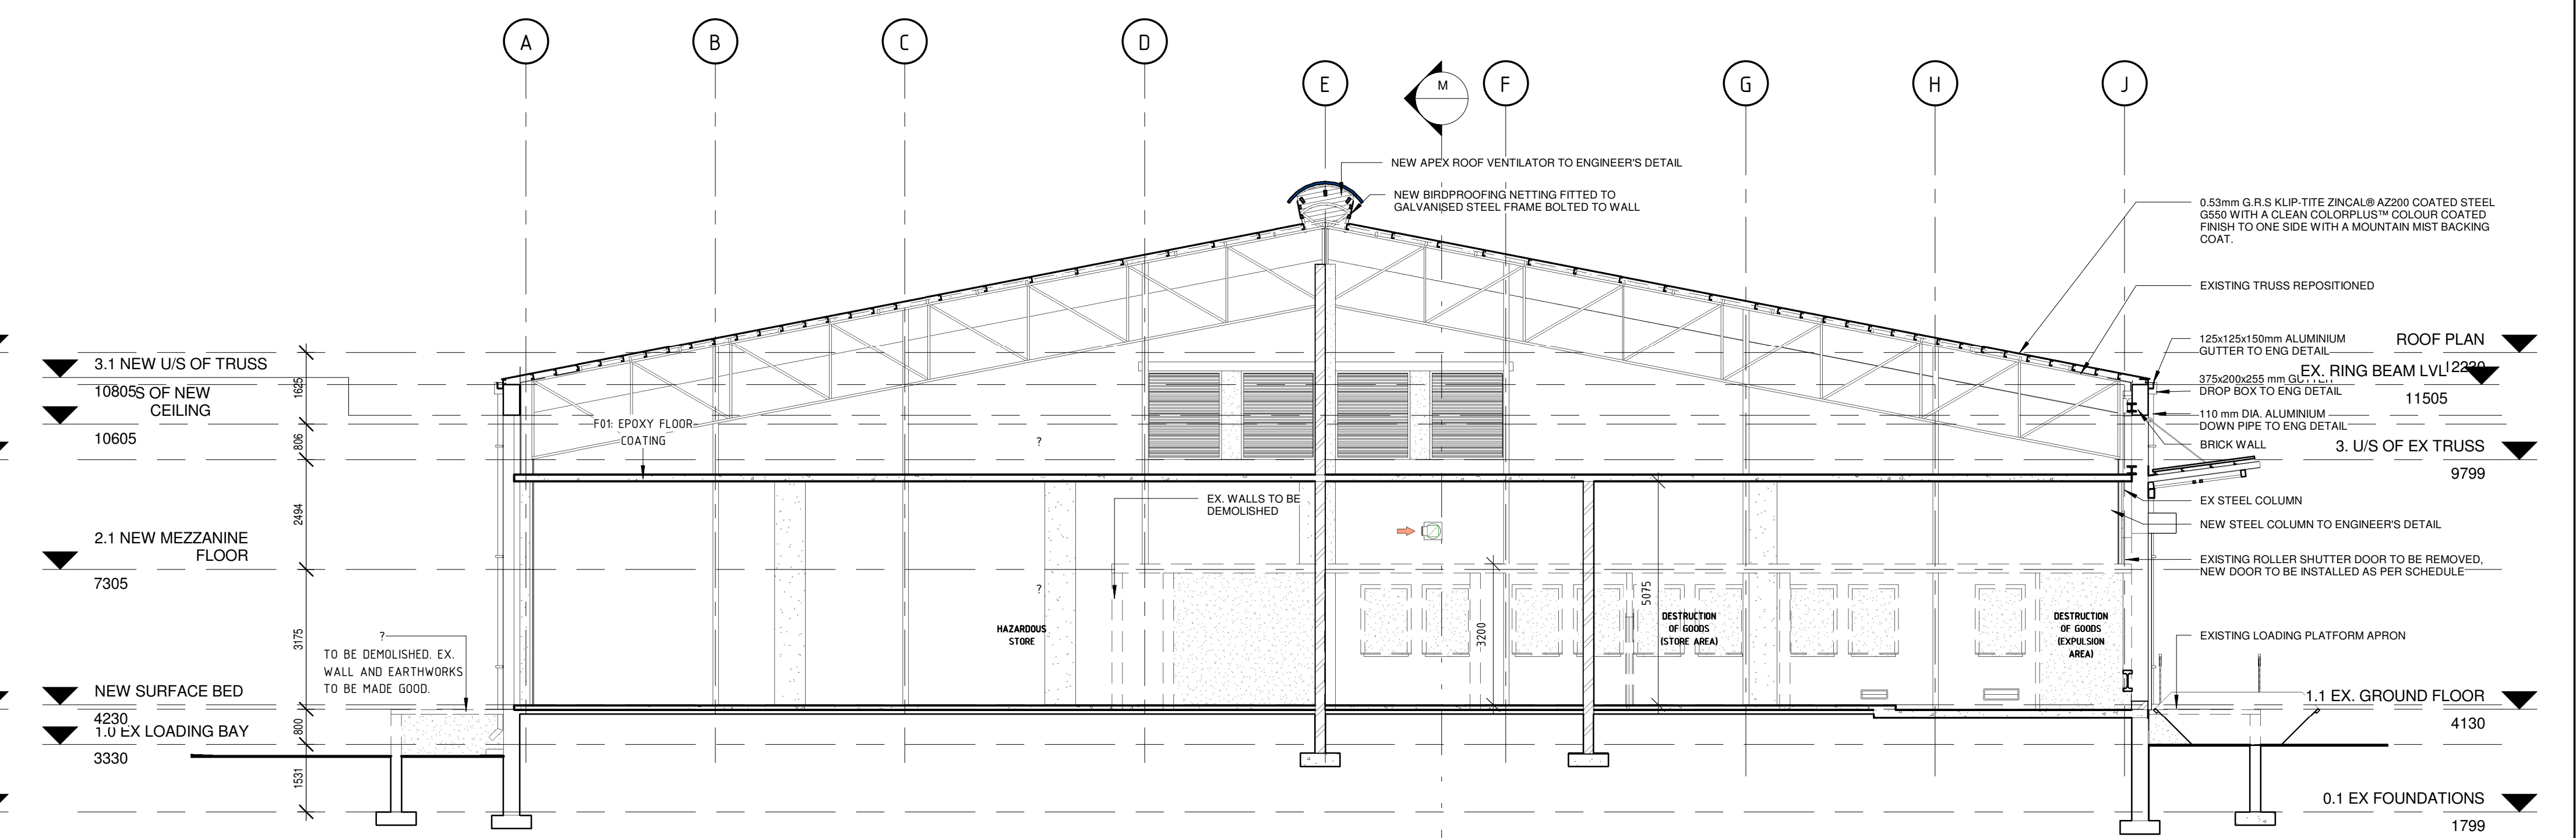 A
B
C
D
E
F
G
H
J
M
NEW APEX ROOF VENTILATOR TO ENGINEER'S DETAIL
NEW BIRDPROOFING NETTING FITTED TO
GALVANISED STEEL FRAME BOLTED TO WALL
0.53mm G.R.S KLIP-TITE ZINCAL® AZ200 COATED STEEL
G550 WITH A CLEAN COLORPLUS™ COLOUR COATED
FINISH TO ONE SIDE WITH A MOUNTAIN MIST BACKING
COAT.
EXISTING TRUSS REPOSITIONED
125x125x150mm ALUMINIUM
GUTTER TO ENG DETAIL
375x200x255 mm GUTTER
DROP BOX TO ENG DETAIL
110 mm DIA. ALUMINIUM
DOWN PIPE TO ENG DETAIL
BRICK WALL
ROOF PLAN
EX. RING BEAM LVL
11505
3. U/S OF EX TRUSS
9799
EX STEEL COLUMN
NEW STEEL COLUMN TO ENGINEER'S DETAIL
EXISTING ROLLER SHUTTER DOOR TO BE REMOVED,
NEW DOOR TO BE INSTALLED AS PER SCHEDULE
EXISTING LOADING PLATFORM APRON
1.1 EX. GROUND FLOOR
4130
0.1 EX FOUNDATIONS
1799
3.1 NEW U/S OF TRUSS
10805
S OF NEW
CEILING
10605
2.1 NEW MEZZANINE
FLOOR
7305
NEW SURFACE BED
4230
1.0 EX LOADING BAY
3330
1625
806
2494
3175
800
1531
F01: EPOXY FLOOR
COATING
?
EX. WALLS TO BE
DEMOLISHED
?
HAZARDOUS
STORE
?
TO BE DEMOLISHED. EX.
WALL AND EARTHWORKS
TO BE MADE GOOD.
3200
5075
DESTRUCTION
OF GOODS
(STORE AREA)
DESTRUCTION
OF GOODS
(EXPULSION
AREA)